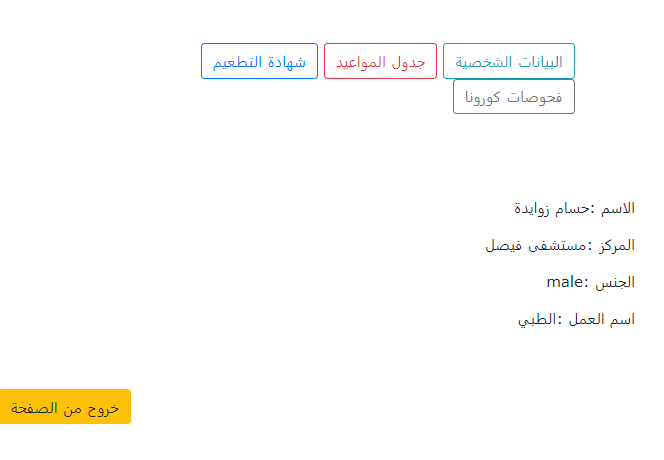 البيانات الشخصية جدول المواعيد شهادة التطعيم
فحوصات كورونا
الاسم :حسام زوايدة
المركز :مستشفى فيصل
الجنس :male
اسم العمل :الطبي
خروج من الصفحة